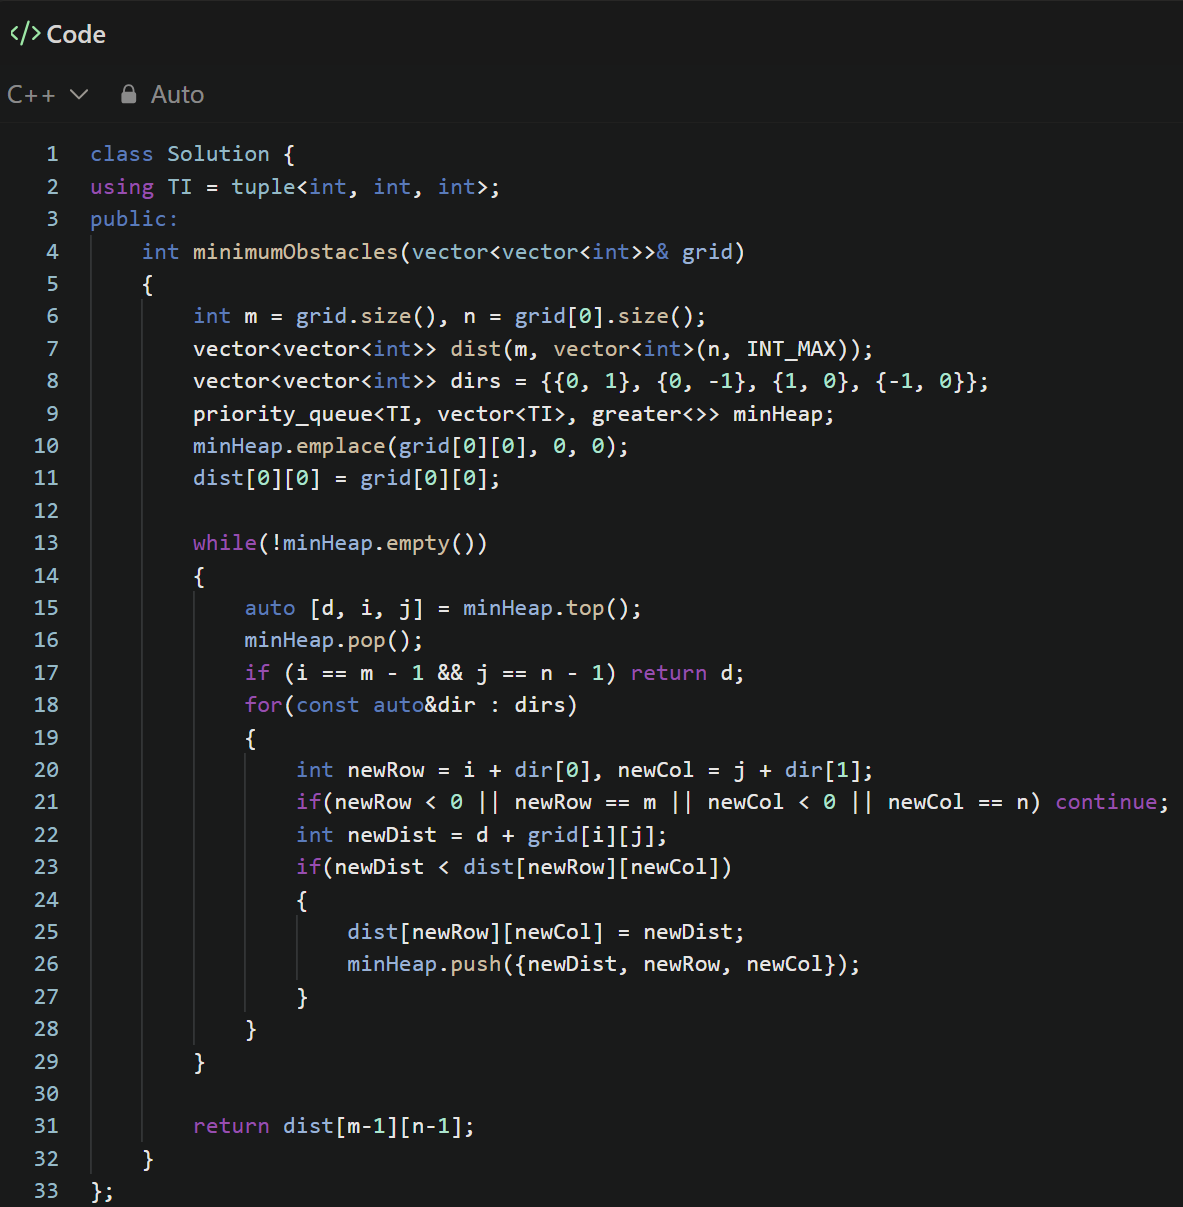 </> Code
C++ Auto
1 class Solution {
2 using TI = tuple<int, int, int>;
3 public:
4     int minimumObstacles(vector<vector<int>>& grid)
5     {
6         int m = grid.size(), n = grid[0].size();
7         vector<vector<int>> dist(m, vector<int>(n, INT_MAX));
8         vector<vector<int>> dirs = {{0, 1}, {0, -1}, {1, 0}, {-1, 0}};
9         priority_queue<TI, vector<TI>, greater<>> minHeap;
10         minHeap.emplace(grid[0][0], 0, 0);
11         dist[0][0] = grid[0][0];
12
13         while(!minHeap.empty())
14         {
15             auto [d, i, j] = minHeap.top();
16             minHeap.pop();
17             if (i == m - 1 && j == n - 1) return d;
18             for(const auto&dir : dirs)
19             {
20                 int newRow = i + dir[0], newCol = j + dir[1];
21                 if(newRow < 0 || newRow == m || newCol < 0 || newCol == n) continue;
22                 int newDist = d + grid[i][j];
23                 if(newDist < dist[newRow][newCol])
24                 {
25                     dist[newRow][newCol] = newDist;
26                     minHeap.push({newDist, newRow, newCol});
27                 }
28             }
29         }
30
31         return dist[m-1][n-1];
32     }
33 };